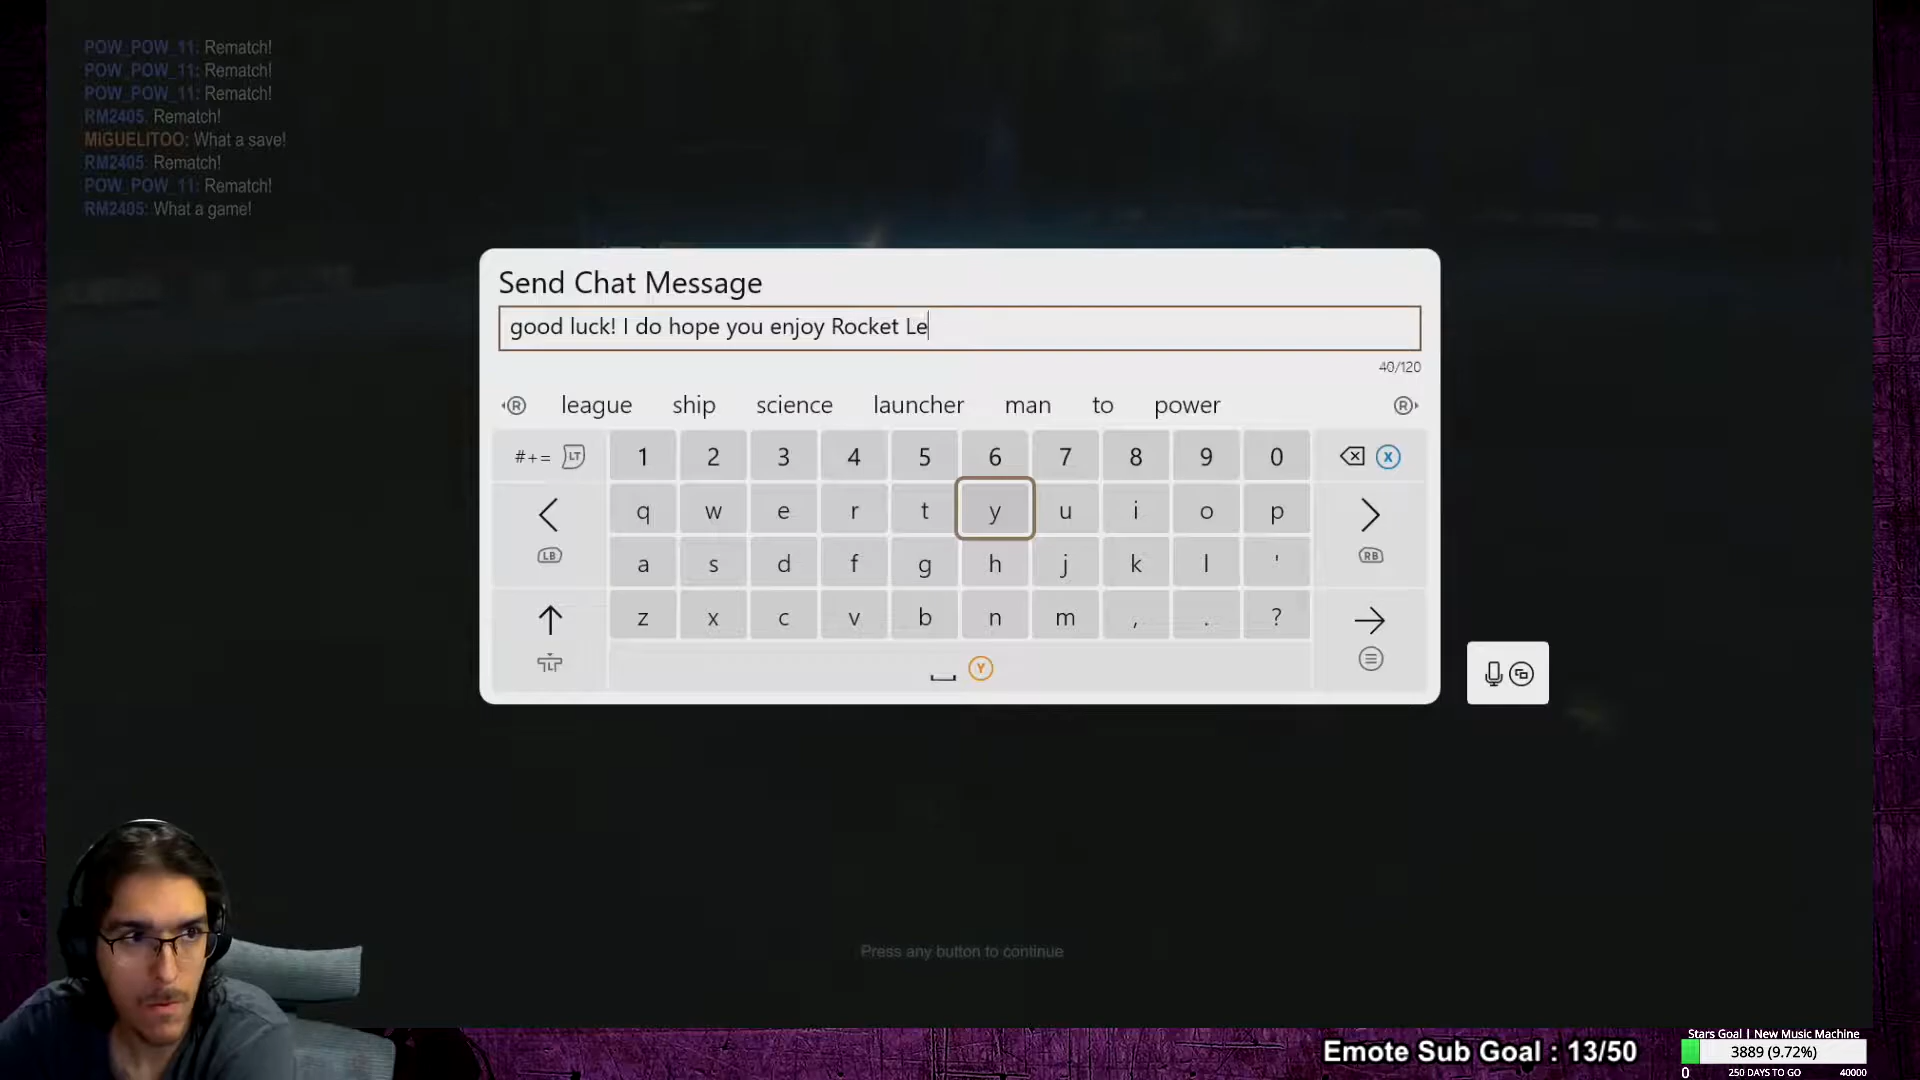 POW_POW_11: Rematch!
POW_POW_11: Rematch!
POW_POW_11: Rematch!
RM2405: Rematch!
MIGUELITOO: What a save!
RM2405: Rematch!
POW_POW_11: Rematch!
RM2405: What a game!
Send Chat Message
good luck! I do hope you enjoy Rocket Le
40/120
R league ship science launcher man to power R
#+= LT 1 2 3 4 5 6 7 8 9 0 X
q w e r t y u i o p
LB RB
a s d f g h j k l '
z x c v b n m , . ?
Y
Press any button to continue
Stars Goal | New Music Machine
Emote Sub Goal : 13/50
3889 (9.72%)
0 250 DAYS TO GO 40000